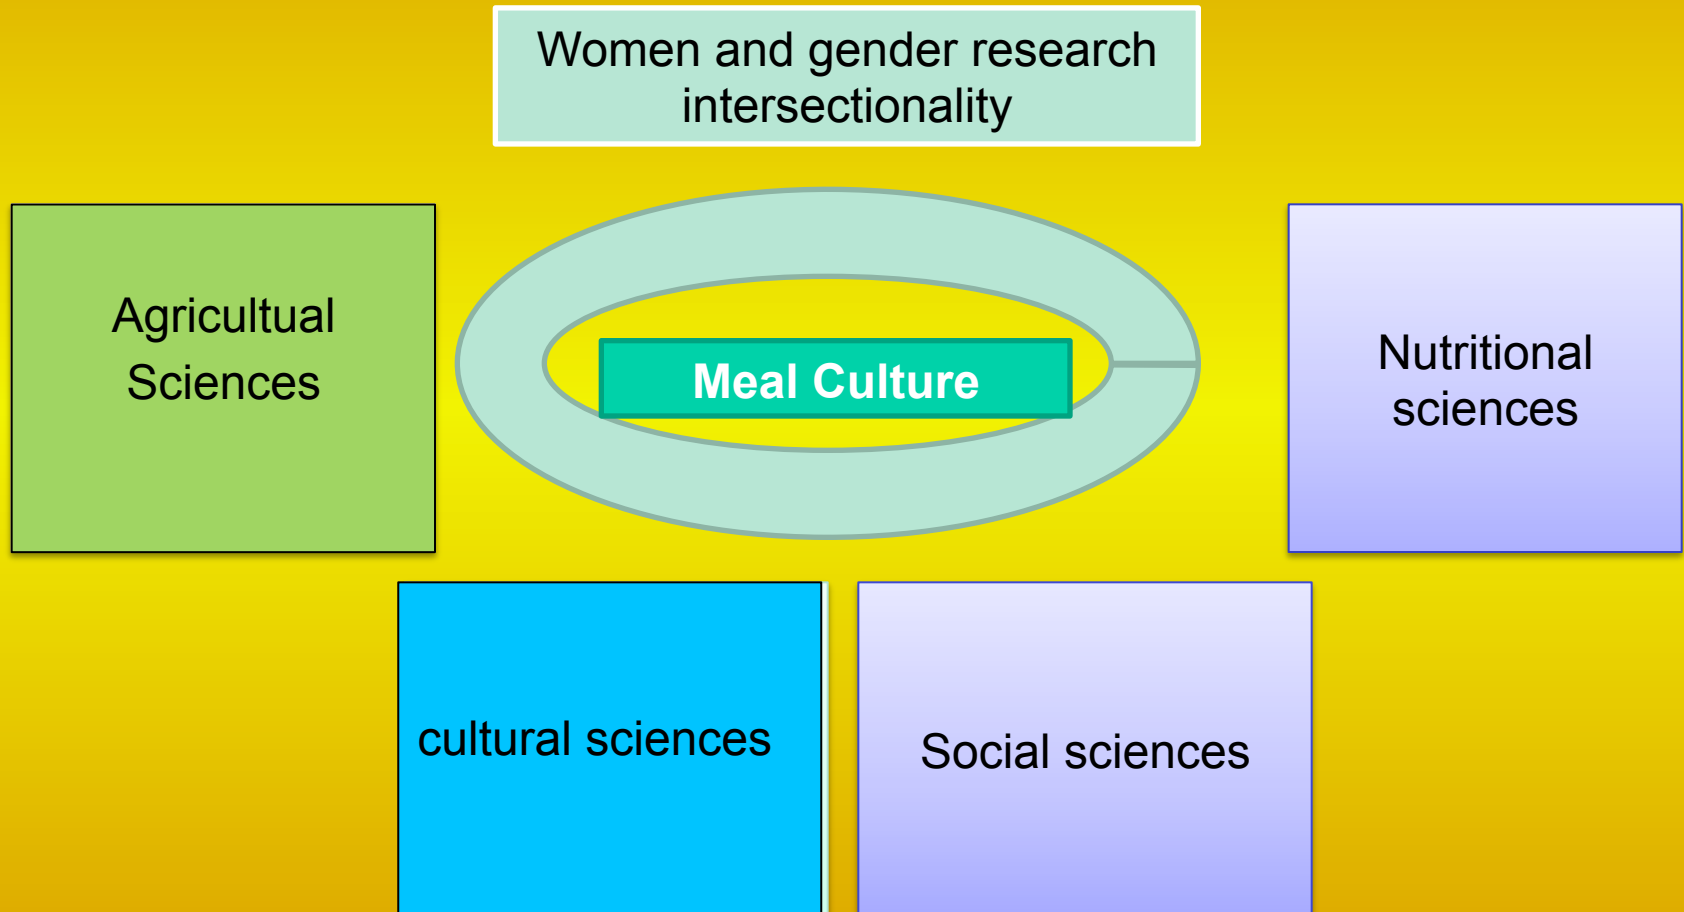 Women and gender research
intersectionality
Agricultual
Sciences
Meal Culture
Nutritional
sciences
cultural sciences
Social sciences